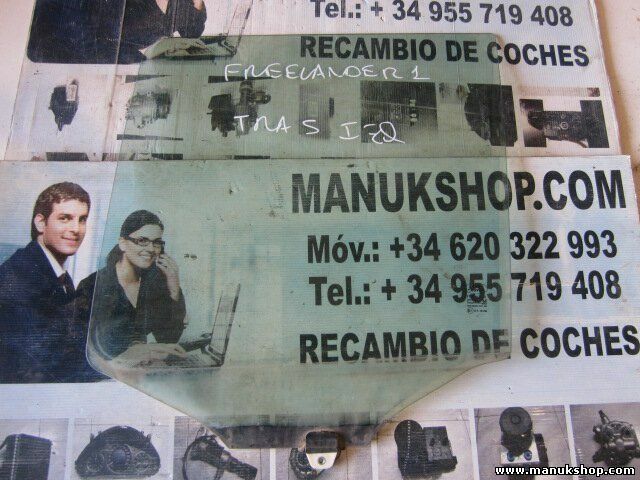 Tel.: + 34 955 719 408
RECAMBIO DE COCHES
FREELANDER 1
TRAS IZQ
MANUKSHOP.COM
Móv.: +34 620 322 993
Tel.: + 34 955 719 408
RECAMBIO DE COCHES
www.manukshop.com